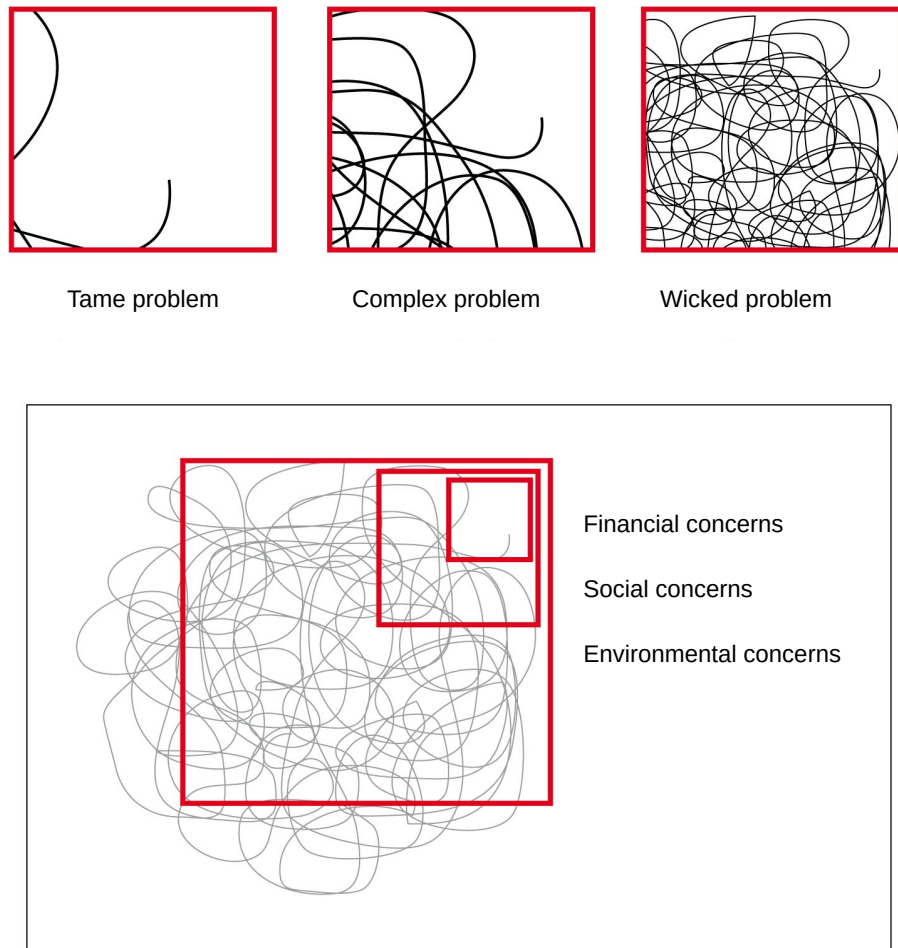 Tame problem
Complex problem
Wicked problem
Financial concerns
Social concerns
Environmental concerns